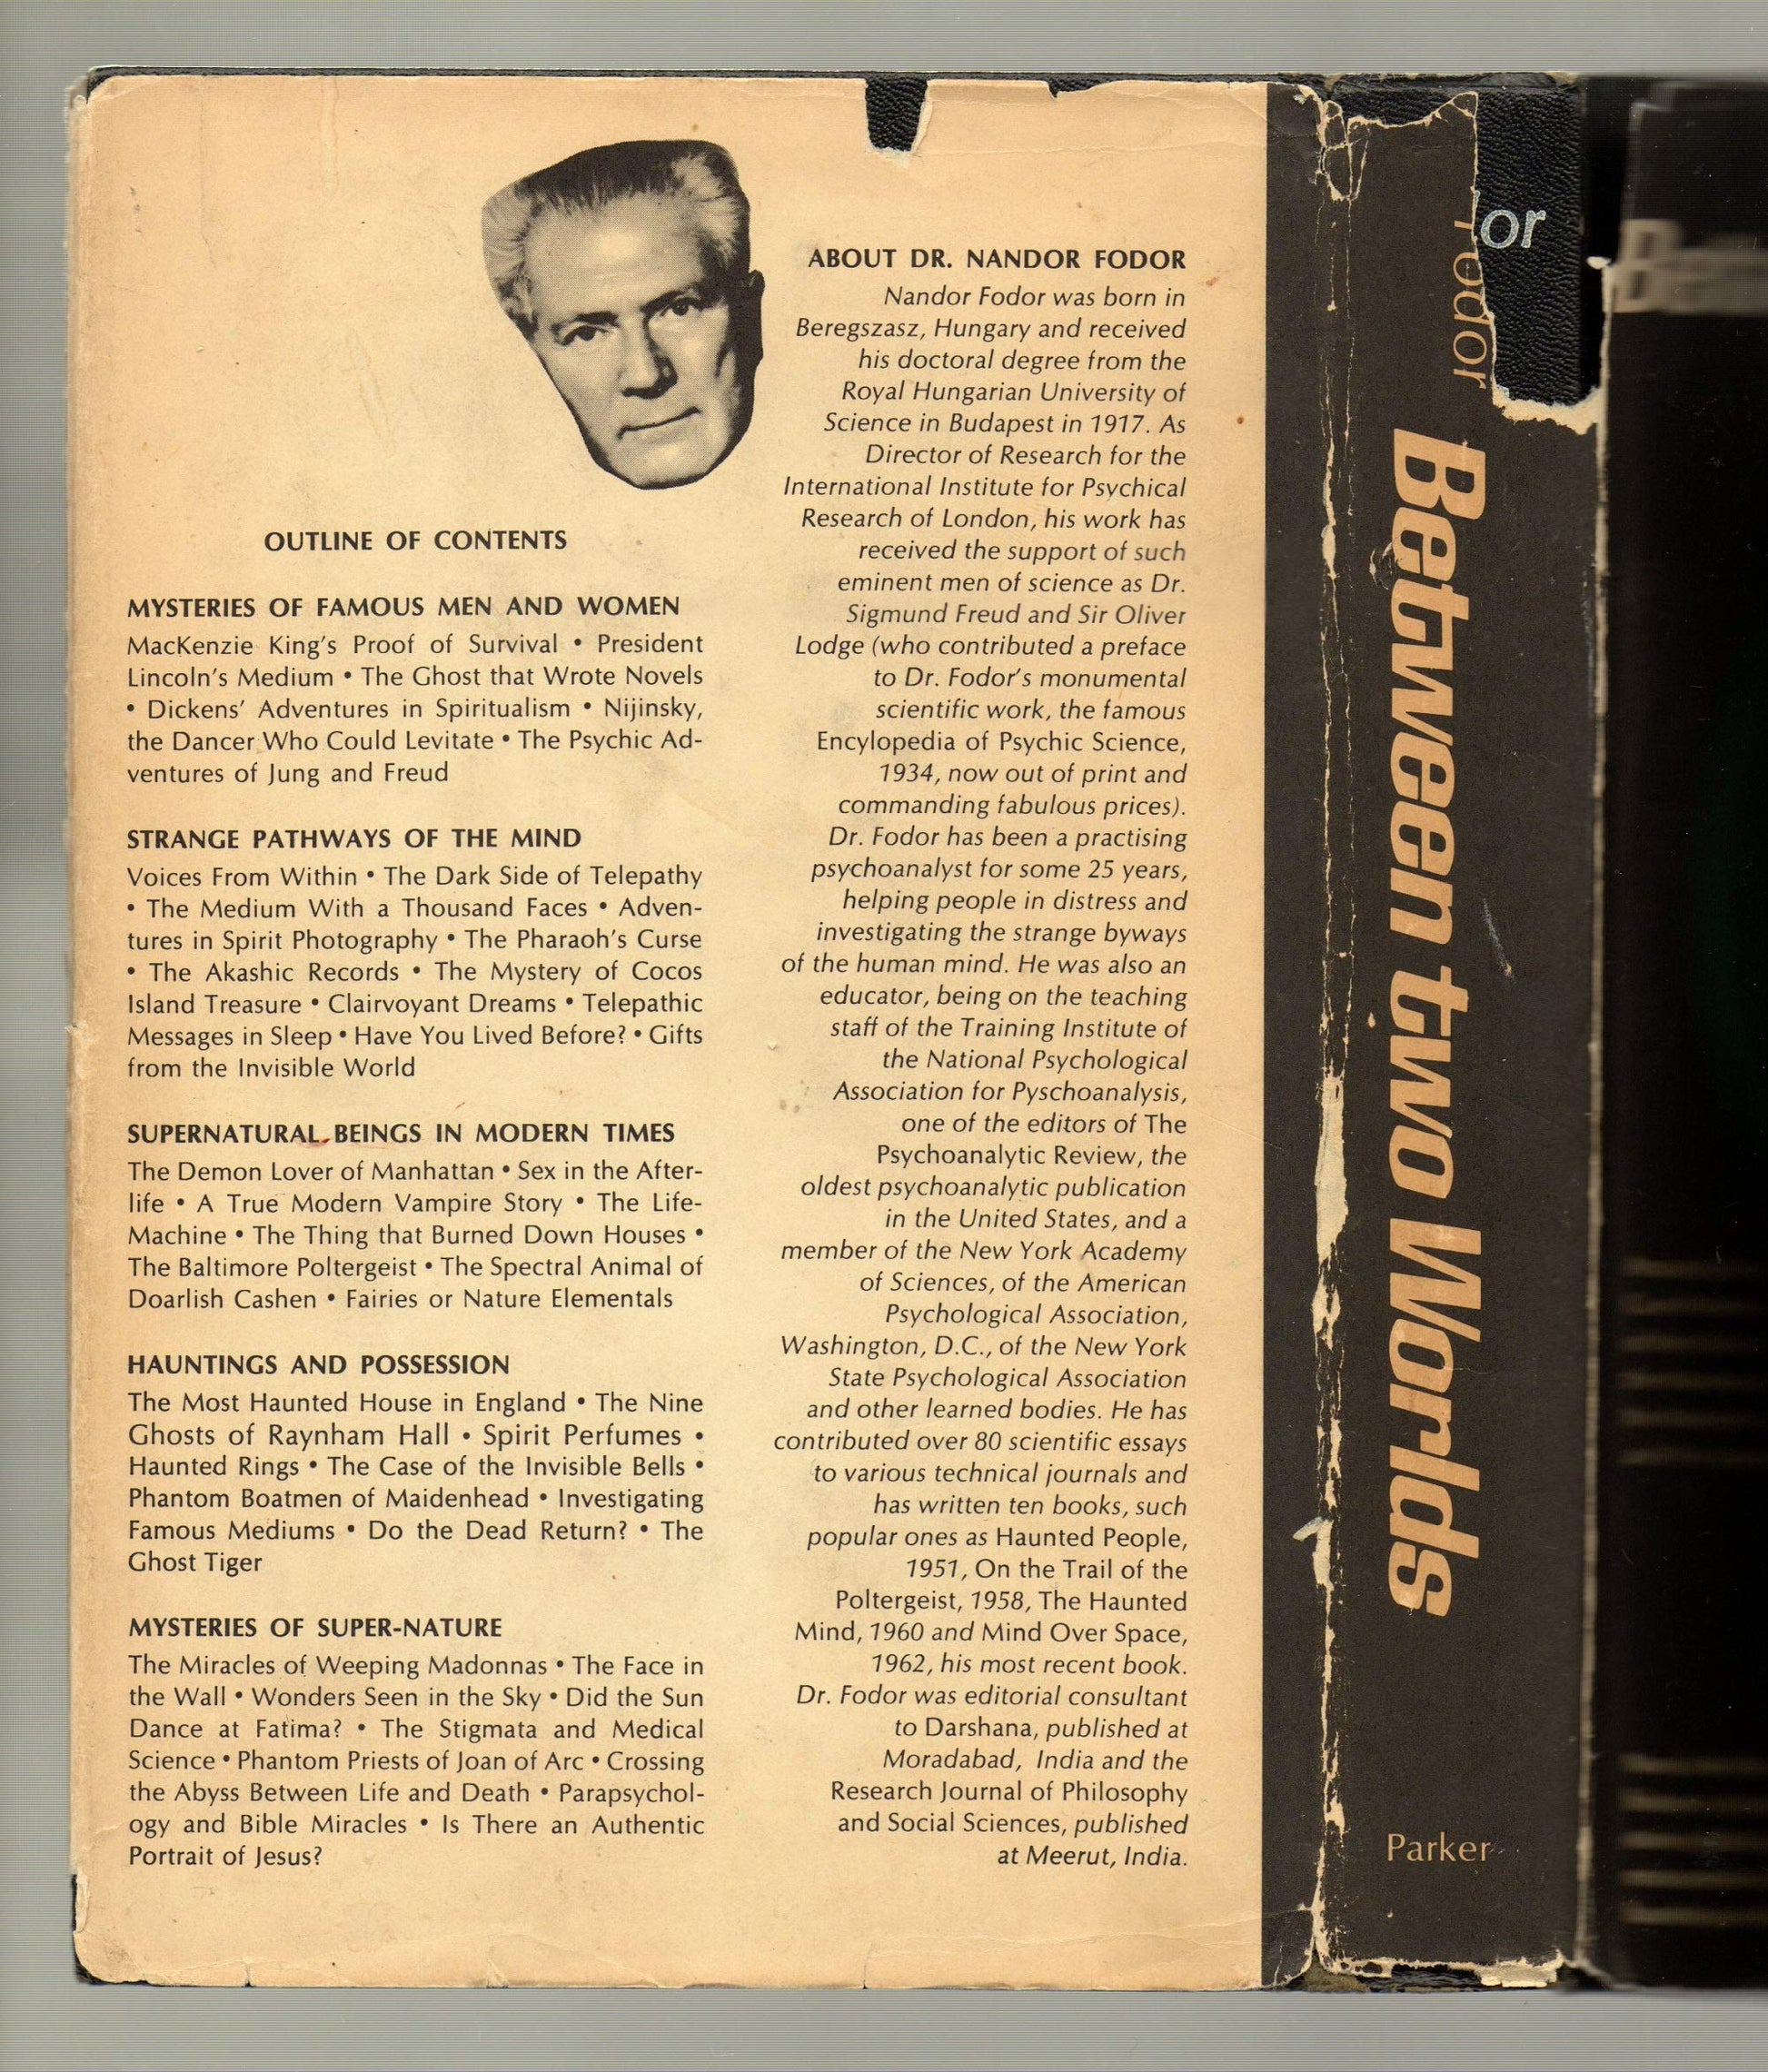 OUTLINE OF CONTENTS
MYSTERIES OF FAMOUS MEN AND WOMEN
MacKenzie King's Proof of Survival • President
Lincoln's Medium • The Ghost that Wrote Novels
• Dickens' Adventures in Spiritualism • Nijinsky,
the Dancer Who Could Levitate • The Psychic Ad-
ventures of Jung and Freud
STRANGE PATHWAYS OF THE MIND
Voices From Within • The Dark Side of Telepathy
• The Medium With a Thousand Faces • Adven-
tures in Spirit Photography • The Pharaoh's Curse
• The Akashic Records • The Mystery of Cocos
Island Treasure • Clairvoyant Dreams • Telepathic
Messages in Sleep • Have You Lived Before? • Gifts
from the Invisible World
SUPERNATURAL BEINGS IN MODERN TIMES
The Demon Lover of Manhattan • Sex in the After-
life • A True Modern Vampire Story • The Life-
Machine • The Thing that Burned Down Houses •
The Baltimore Poltergeist • The Spectral Animal of
Doarlish Cashen • Fairies or Nature Elementals
HAUNTINGS AND POSSESSION
The Most Haunted House in England • The Nine
Ghosts of Raynham Hall • Spirit Perfumes •
Haunted Rings • The Case of the Invisible Bells •
Phantom Boatmen of Maidenhead • Investigating
Famous Mediums • Do the Dead Return? • The
Ghost Tiger
MYSTERIES OF SUPER-NATURE
The Miracles of Weeping Madonnas • The Face in
the Wall • Wonders Seen in the Sky • Did the Sun
Dance at Fatima? • The Stigmata and Medical
Science • Phantom Priests of Joan of Arc • Crossing
the Abyss Between Life and Death • Parapsychol-
ogy and Bible Miracles • Is There an Authentic
Portrait of Jesus?
ABOUT DR. NANDOR FODOR
Nandor Fodor was born in
Beregszasz, Hungary and received
his doctoral degree from the
Royal Hungarian University of
Science in Budapest in 1917. As
Director of Research for the
International Institute for Psychical
Research of London, his work has
received the support of such
eminent men of science as Dr.
Sigmund Freud and Sir Oliver
Lodge (who contributed a preface
to Dr. Fodor's monumental
scientific work, the famous
Encylopedia of Psychic Science,
1934, now out of print and
commanding fabulous prices).
Dr. Fodor has been a practising
psychoanalyst for some 25 years,
helping people in distress and
investigating the strange byways
of the human mind. He was also an
educator, being on the teaching
staff of the Training Institute of
the National Psychological
Association for Pyschoanalysis,
one of the editors of The
Psychoanalytic Review, the
oldest psychoanalytic publication
in the United States, and a
member of the New York Academy
of Sciences, of the American
Psychological Association,
Washington, D.C., of the New York
State Psychological Association
and other learned bodies. He has
contributed over 80 scientific essays
to various technical journals and
has written ten books, such
popular ones as Haunted People,
1951, On the Trail of the
Poltergeist, 1958, The Haunted
Mind, 1960 and Mind Over Space,
1962, his most recent book.
Dr. Fodor was editorial consultant
to Darshana, published at
Moradabad, India and the
Research Journal of Philosophy
and Social Sciences, published
at Meerut, India.
or
Fodor
Between two Worlds
Parker